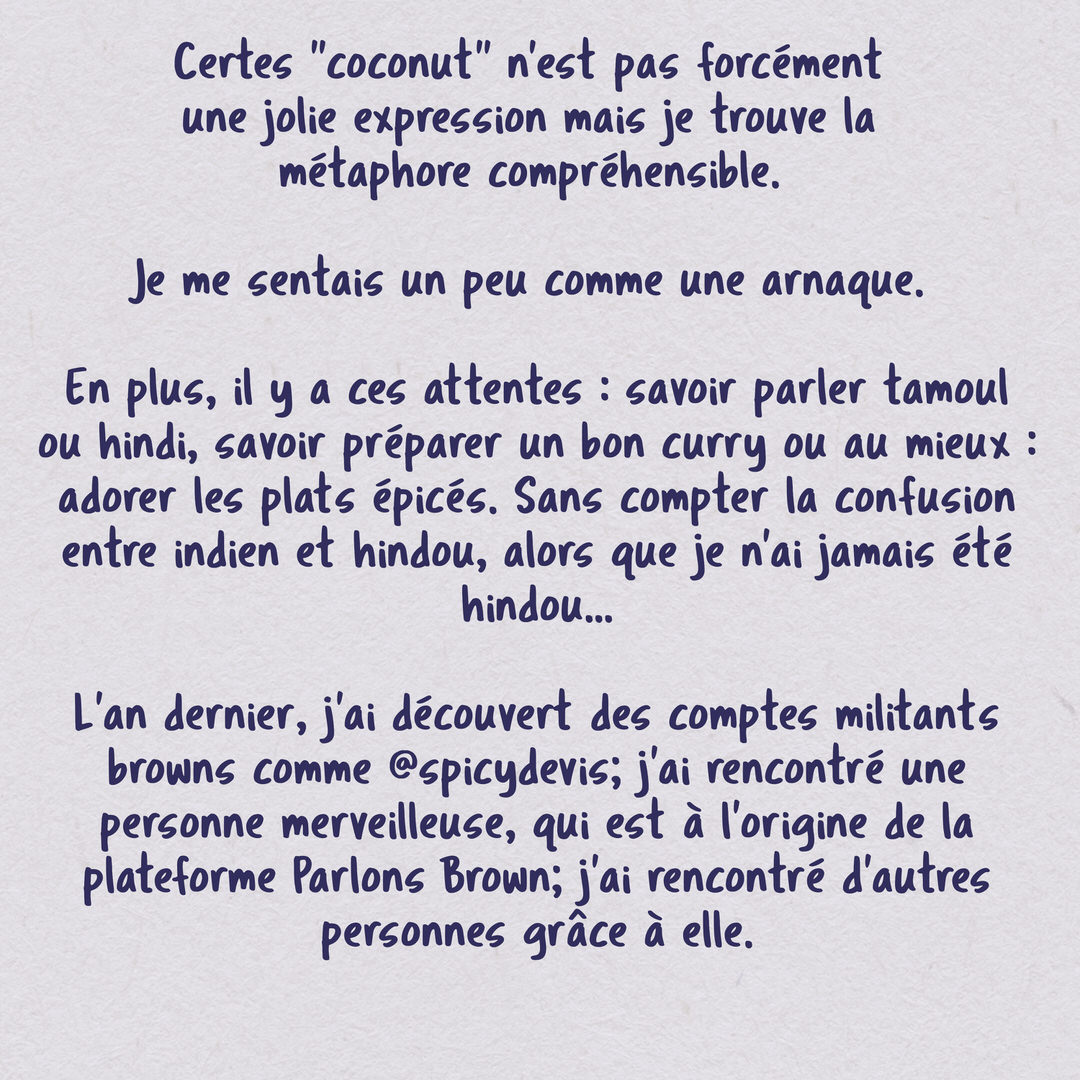 Certes "coconut" n'est pas forcément
une jolie expression mais je trouve la
métaphore compréhensible.
Je me sentais un peu comme une arnaque.
En plus, il y a ces attentes : savoir parler tamoul
ou hindi, savoir préparer un bon curry ou au mieux :
adorer les plats épicés. Sans compter la confusion
entre indien et hindou, alors que je n'ai jamais été
hindou...
L'an dernier, j'ai découvert des comptes militants
browns comme @spicydevis; j'ai rencontré une
personne merveilleuse, qui est à l'origine de la
plateforme Parlons Brown; j'ai rencontré d'autres
personnes grâce à elle.